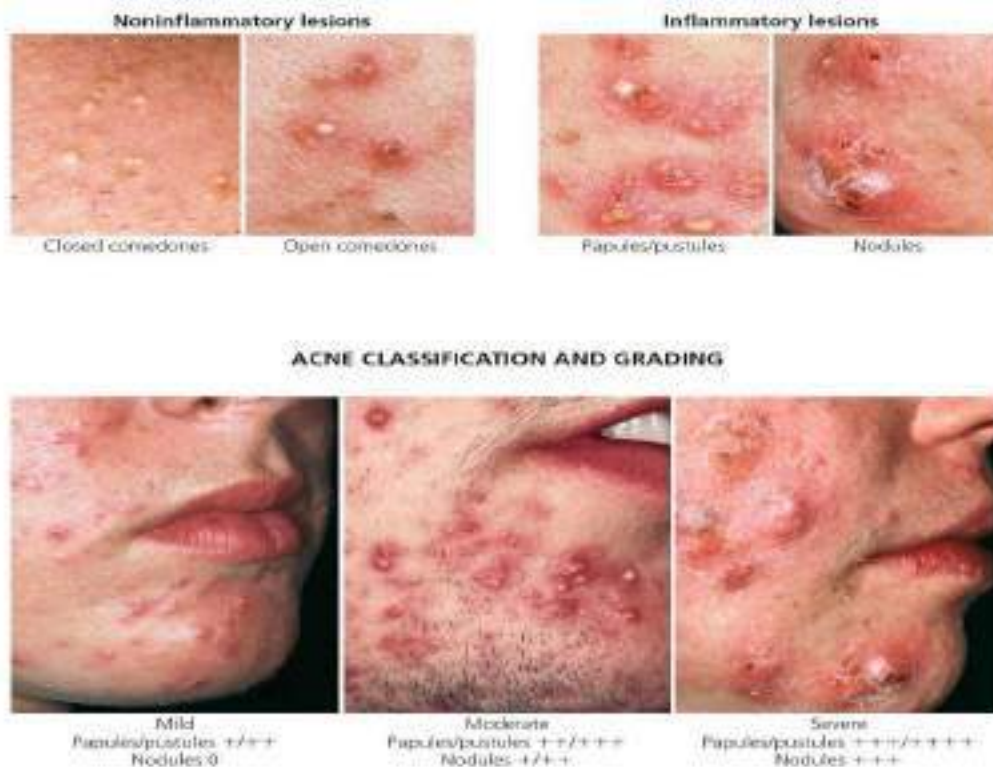 Noninflammatory lesions
Inflammatory lesions
Closed comedones
Open comedones
Papules/pustules
Nodules
ACNE CLASSIFICATION AND GRADING
Mild
Papules/pustules +/++
Nodules 0
Moderate
Papules/pustules ++/+++
Nodules +/++
Severe
Papules/pustules +++/++++
Nodules +++